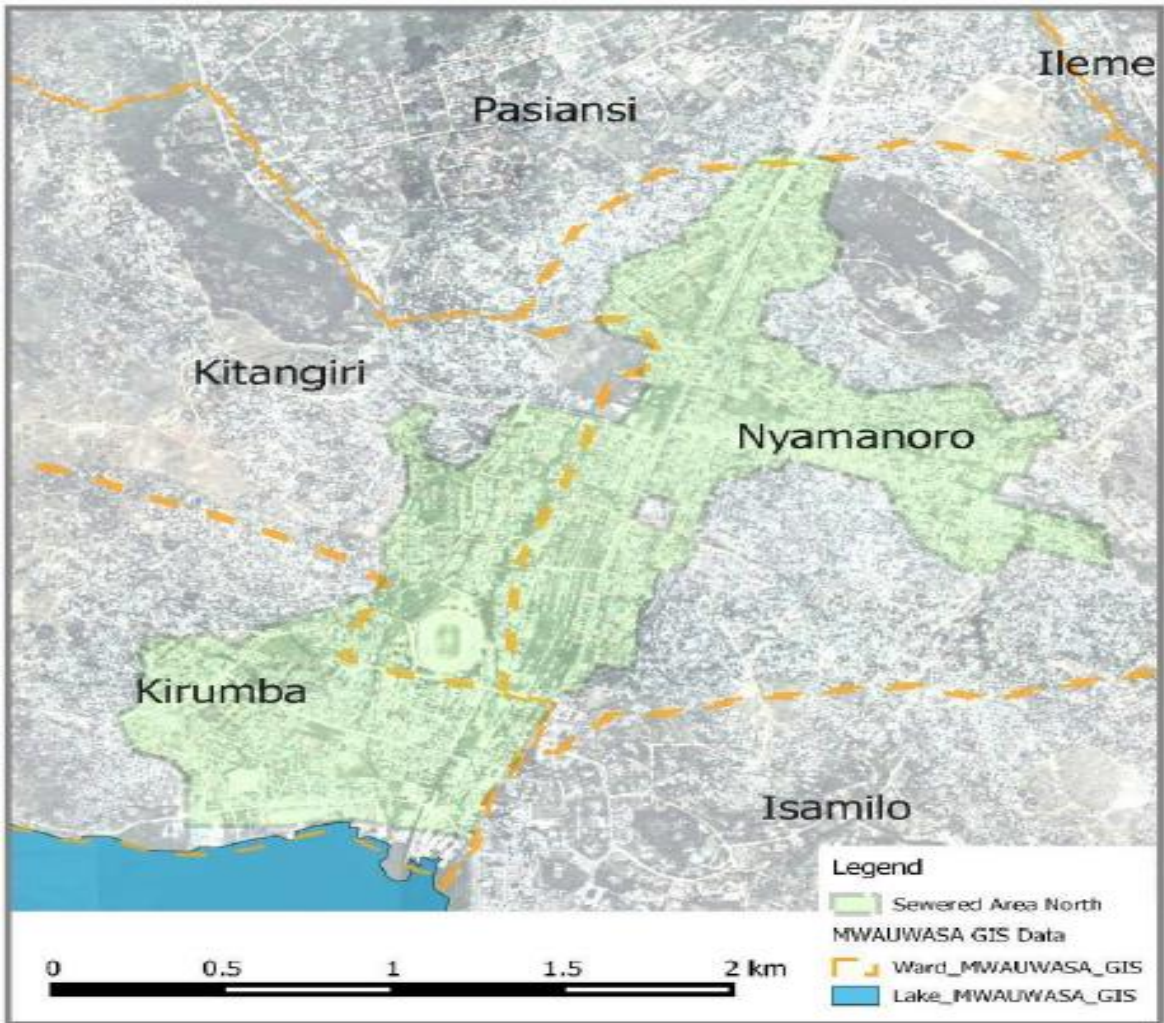 Ileme
Pasiansi
Kitangiri
Nyamanoro
Kirumba
Isamilo
Legend
Sewered Area North
MWAUWASA GIS Data
Ward_MWAUWASA_GIS
Lake_MWAUWASA_GIS
0 0.5 1 1.5 2 km